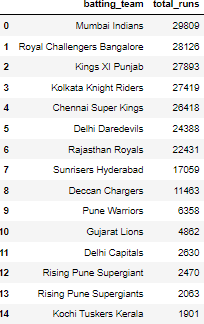 batting_team total_runs
0 Mumbai Indians 29809
1 Royal Challengers Bangalore 28126
2 Kings XI Punjab 27893
3 Kolkata Knight Riders 27419
4 Chennai Super Kings 26418
5 Delhi Daredevils 24388
6 Rajasthan Royals 22431
7 Sunrisers Hyderabad 17059
8 Deccan Chargers 11463
9 Pune Warriors 6358
10 Gujarat Lions 4862
11 Delhi Capitals 2630
12 Rising Pune Supergiant 2470
13 Rising Pune Supergiants 2063
14 Kochi Tuskers Kerala 1901